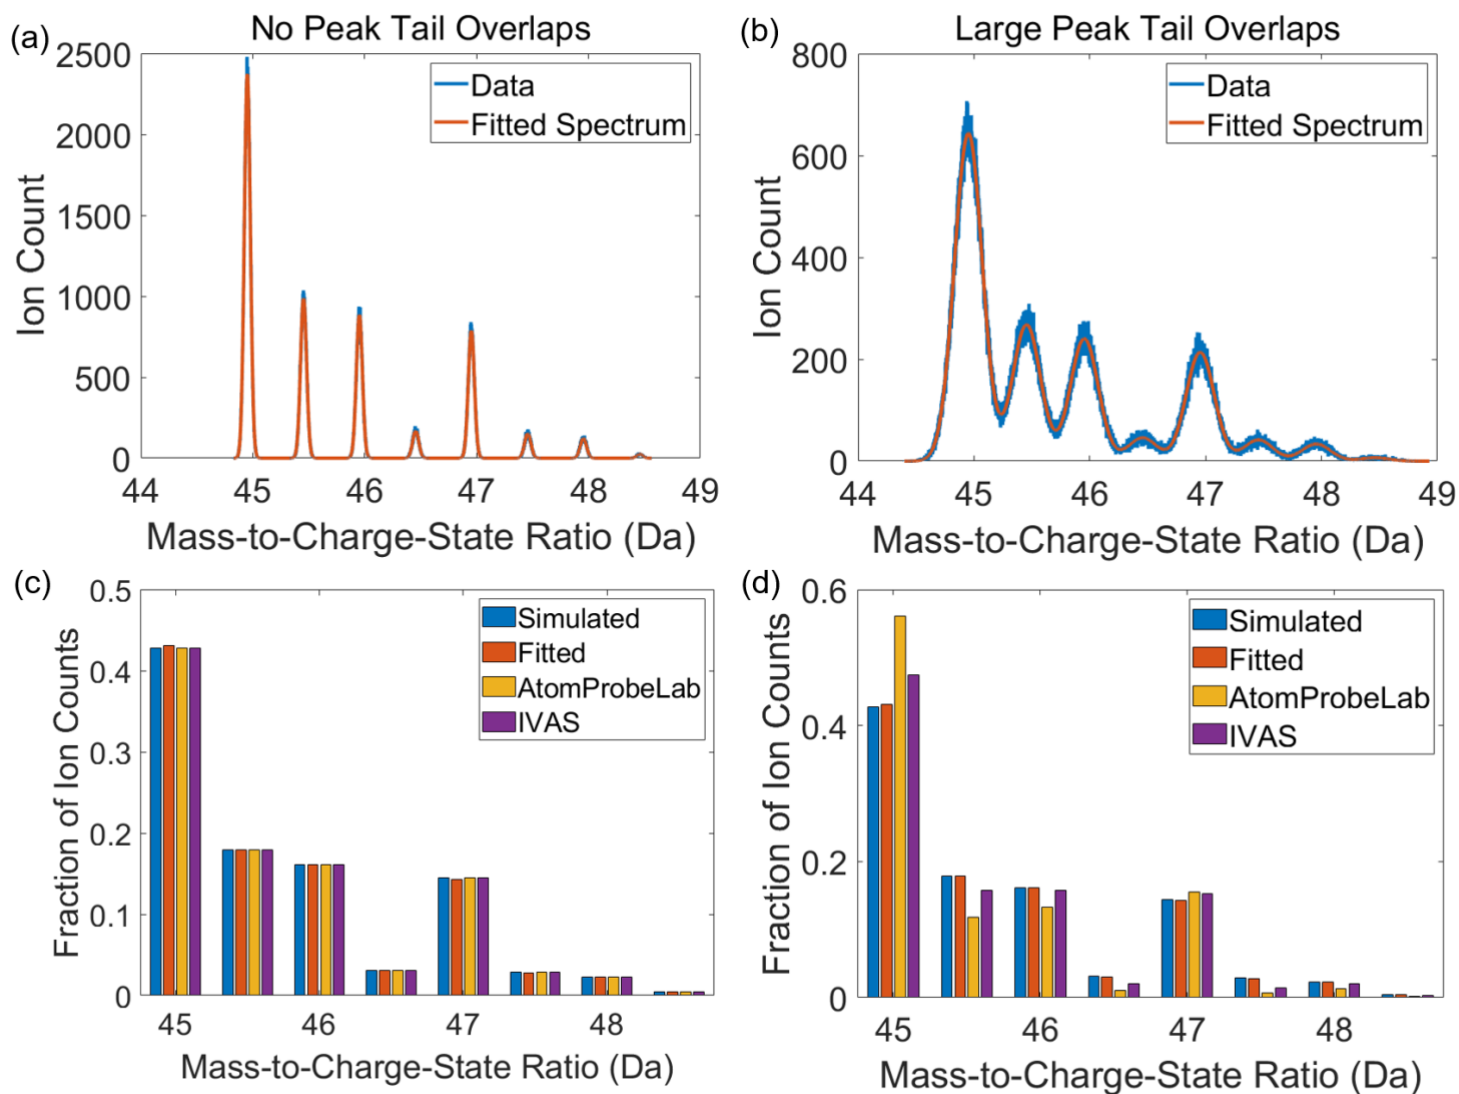 (a)
No Peak Tail Overlaps
2500
2000
1500
1000
500
0
Ion Count
Data
Fitted Spectrum
44 45 46 47 48 49
Mass-to-Charge-State Ratio (Da)
(b)
Large Peak Tail Overlaps
800
600
400
200
0
Ion Count
Data
Fitted Spectrum
44 45 46 47 48 49
Mass-to-Charge-State Ratio (Da)
(c)
0.5
0.4
0.3
0.2
0.1
0
Fraction of Ion Counts
Simulated
Fitted
AtomProbeLab
IVAS
45 46 47 48
Mass-to-Charge-State Ratio (Da)
(d)
0.6
0.4
0.2
0
Fraction of Ion Counts
Simulated
Fitted
AtomProbeLab
IVAS
45 46 47 48
Mass-to-Charge-State Ratio (Da)